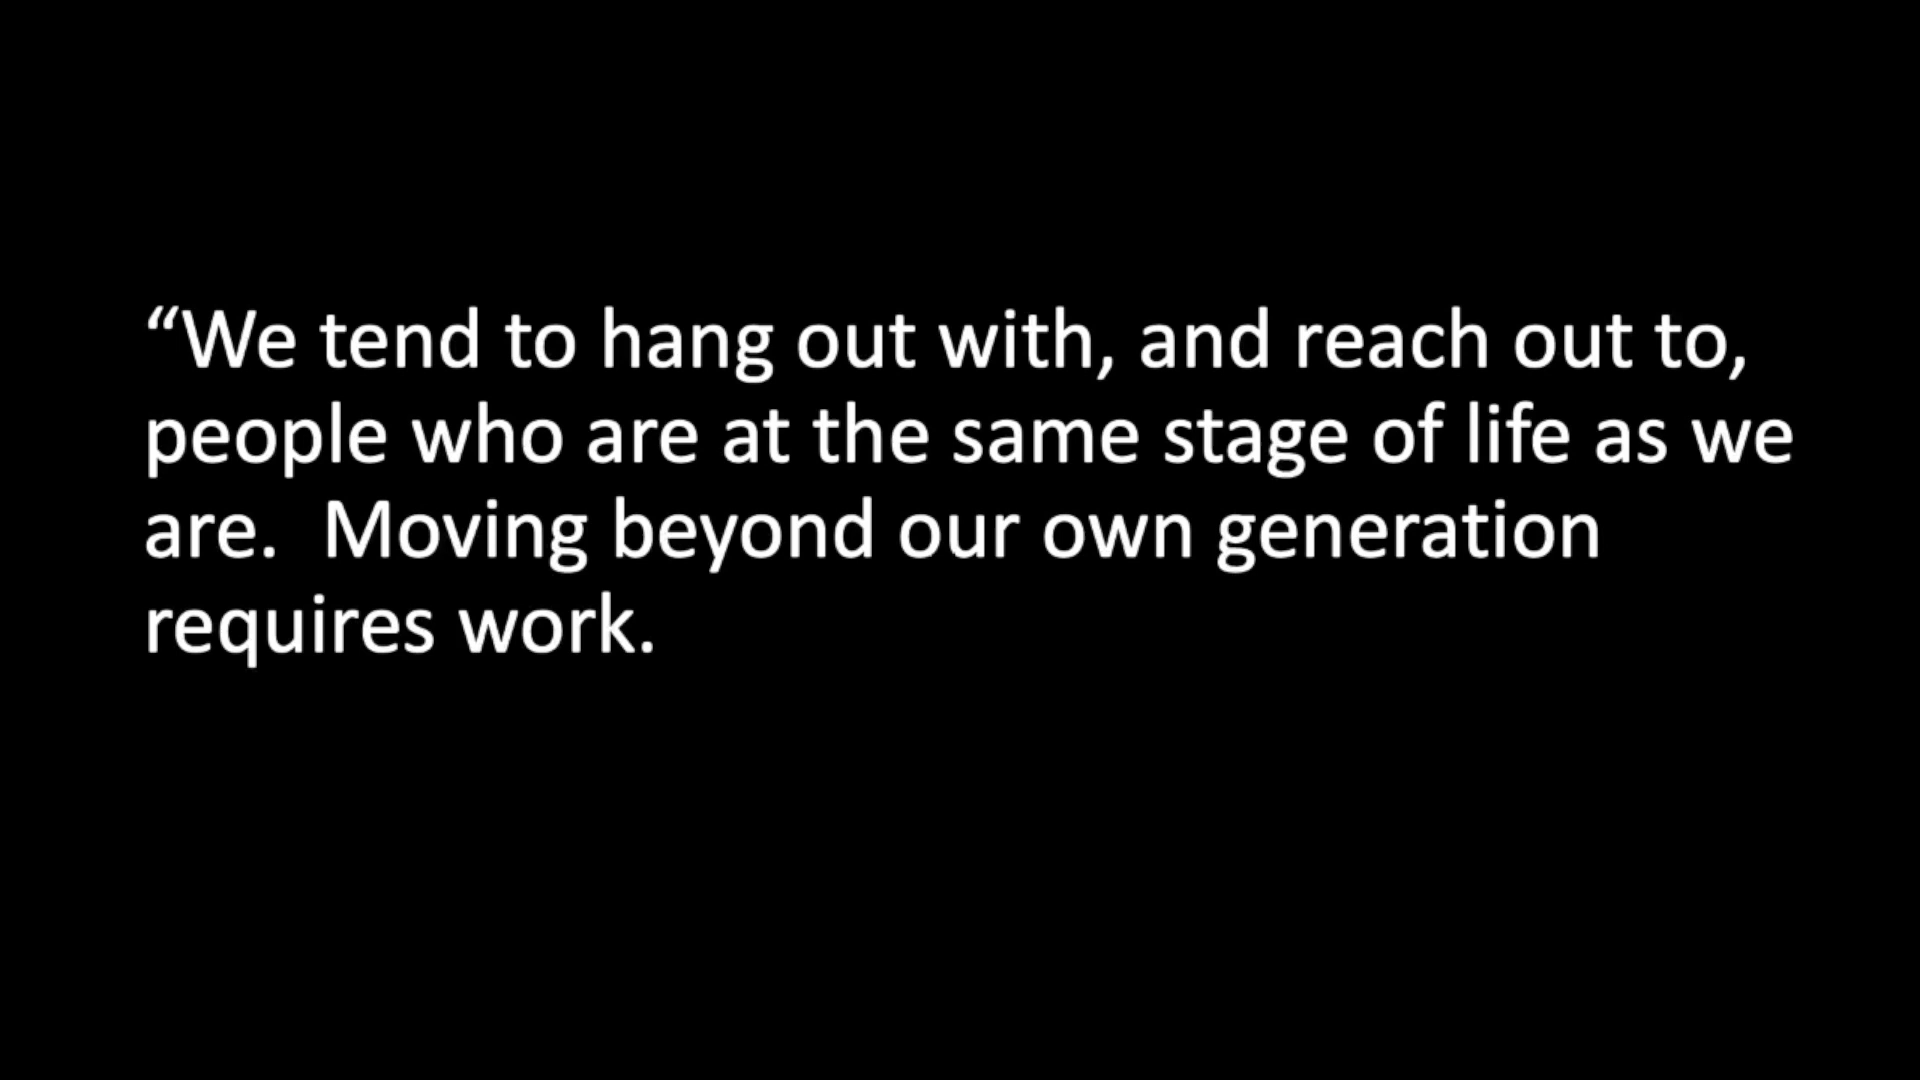 “We tend to hang out with, and reach out to,
people who are at the same stage of life as we
are.  Moving beyond our own generation
requires work.